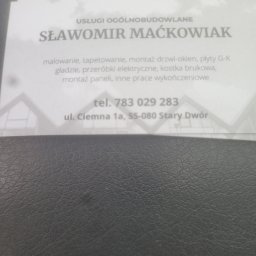 USŁUGI OGÓLNOBUDOWLANE
SŁAWOMIR MAĆKOWIAK
malowanie, tapetowanie, montaż drzwi-okien, płyty G-K
gładzie, przeróbki elektryczne, kostka brukowa,
montaż paneli, inne prace wykończeniowe
tel. 783 029 283
ul. Ciemna 1a, 55-080 Stary Dwór